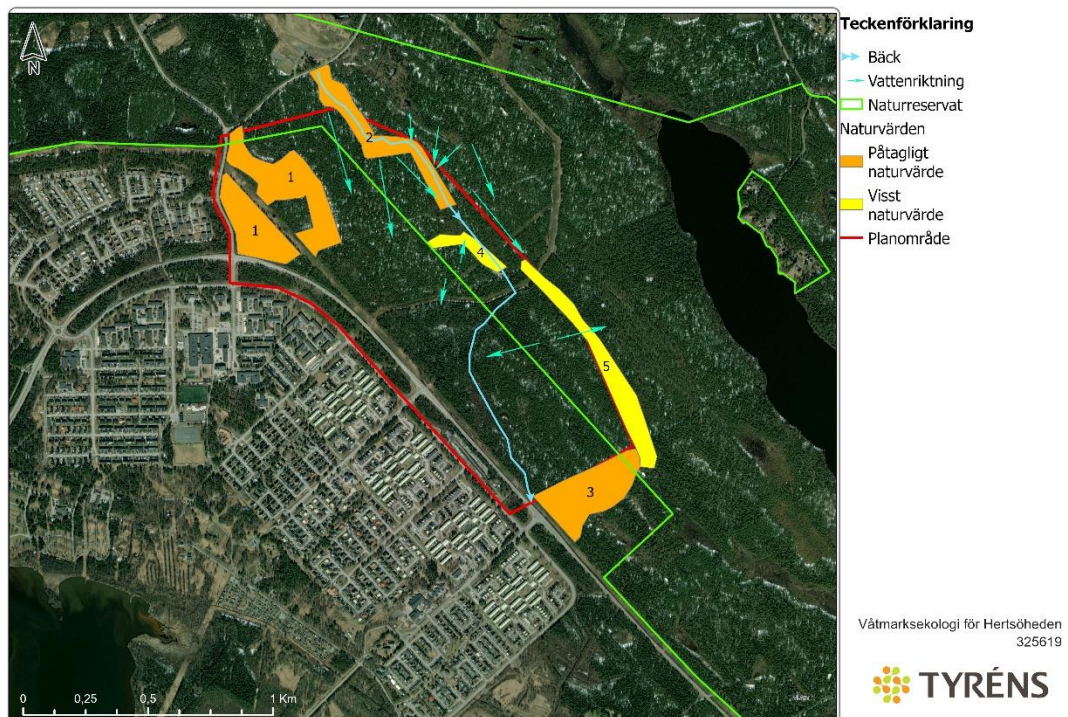 N
1
1
2
4
5
3
0 0,25 0,5 1 Km
Teckenförklaring
Bäck
Vattenriktning
Naturreservat
Naturvärden
Påtagligt
naturvärde
Visst
naturvärde
Planområde
Våtmarksekologi för Hertsöheden
325619
TYRÉNS